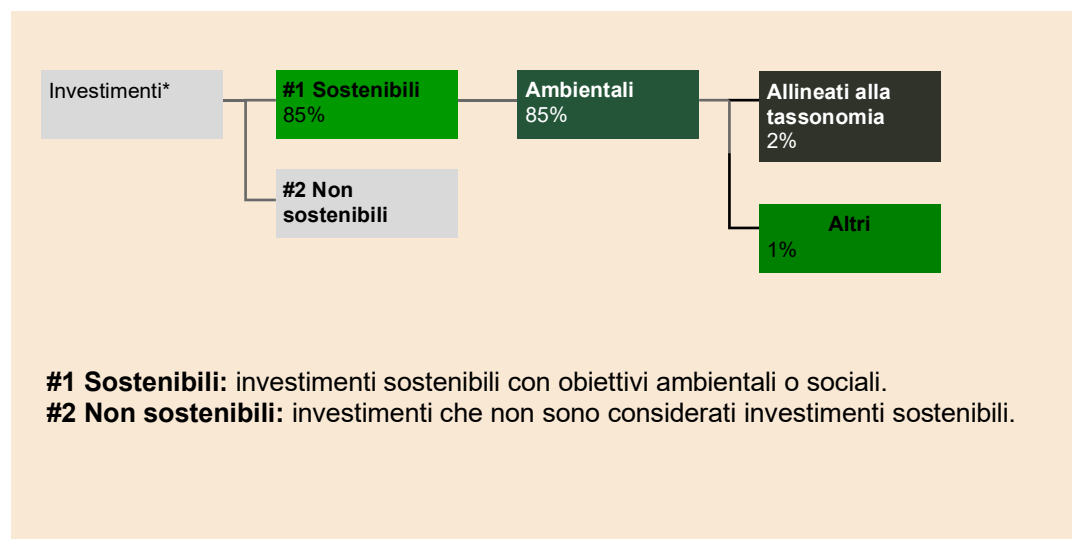 Investimenti*
#1 Sostenibili
85%
Ambientali
85%
Allineati alla
tassonomia
2%
#2 Non
sostenibili
Altri
1%
#1 Sostenibili: investimenti sostenibili con obiettivi ambientali o sociali.
#2 Non sostenibili: investimenti che non sono considerati investimenti sostenibili.